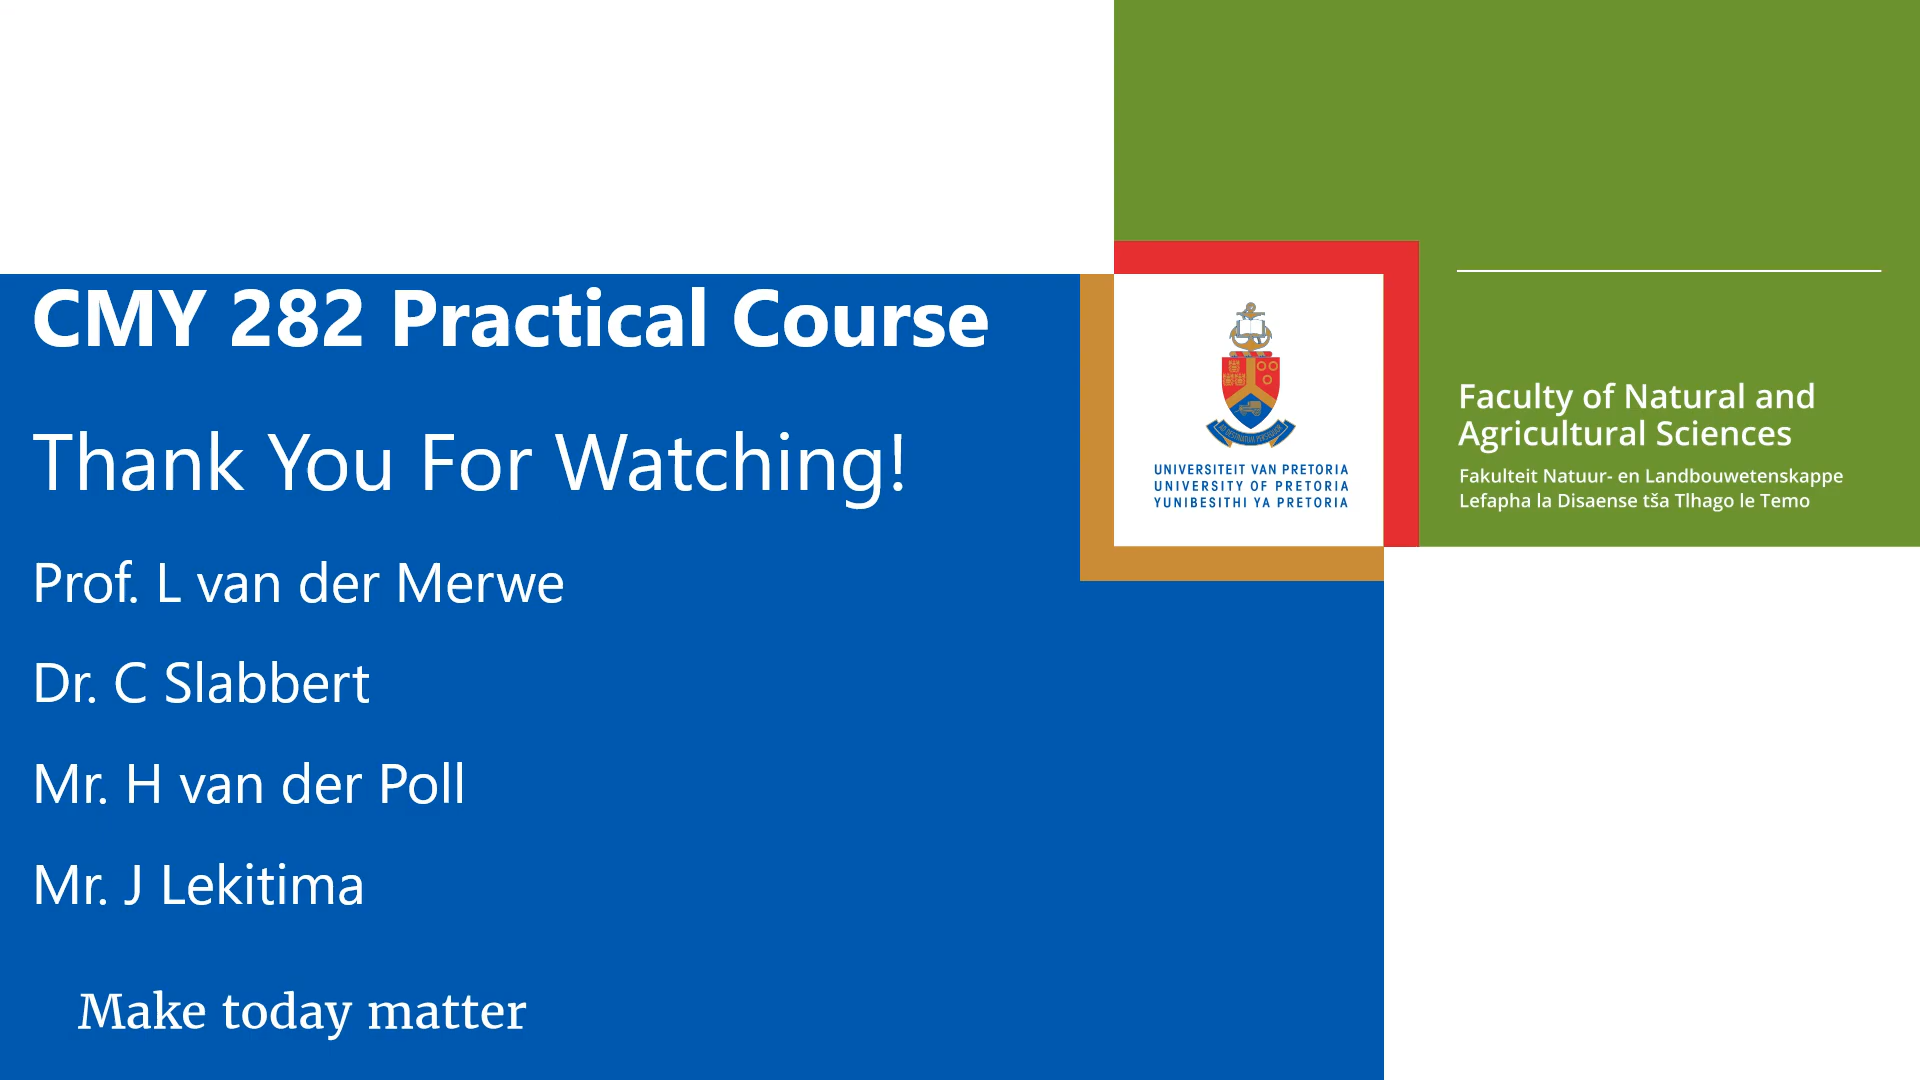 CMY 282 Practical Course
Thank You For Watching!
Prof. L van der Merwe
Dr. C Slabbert
Mr. H van der Poll
Mr. J Lekitima
Make today matter
UNIVERSITEIT VAN PRETORIA
UNIVERSITY OF PRETORIA
YUNIBESITHI YA PRETORIA
Faculty of Natural and
Agricultural Sciences
Fakulteit Natuur- en Landbouwetenskappe
Lefapha la Disaense tša Tlhago le Temo